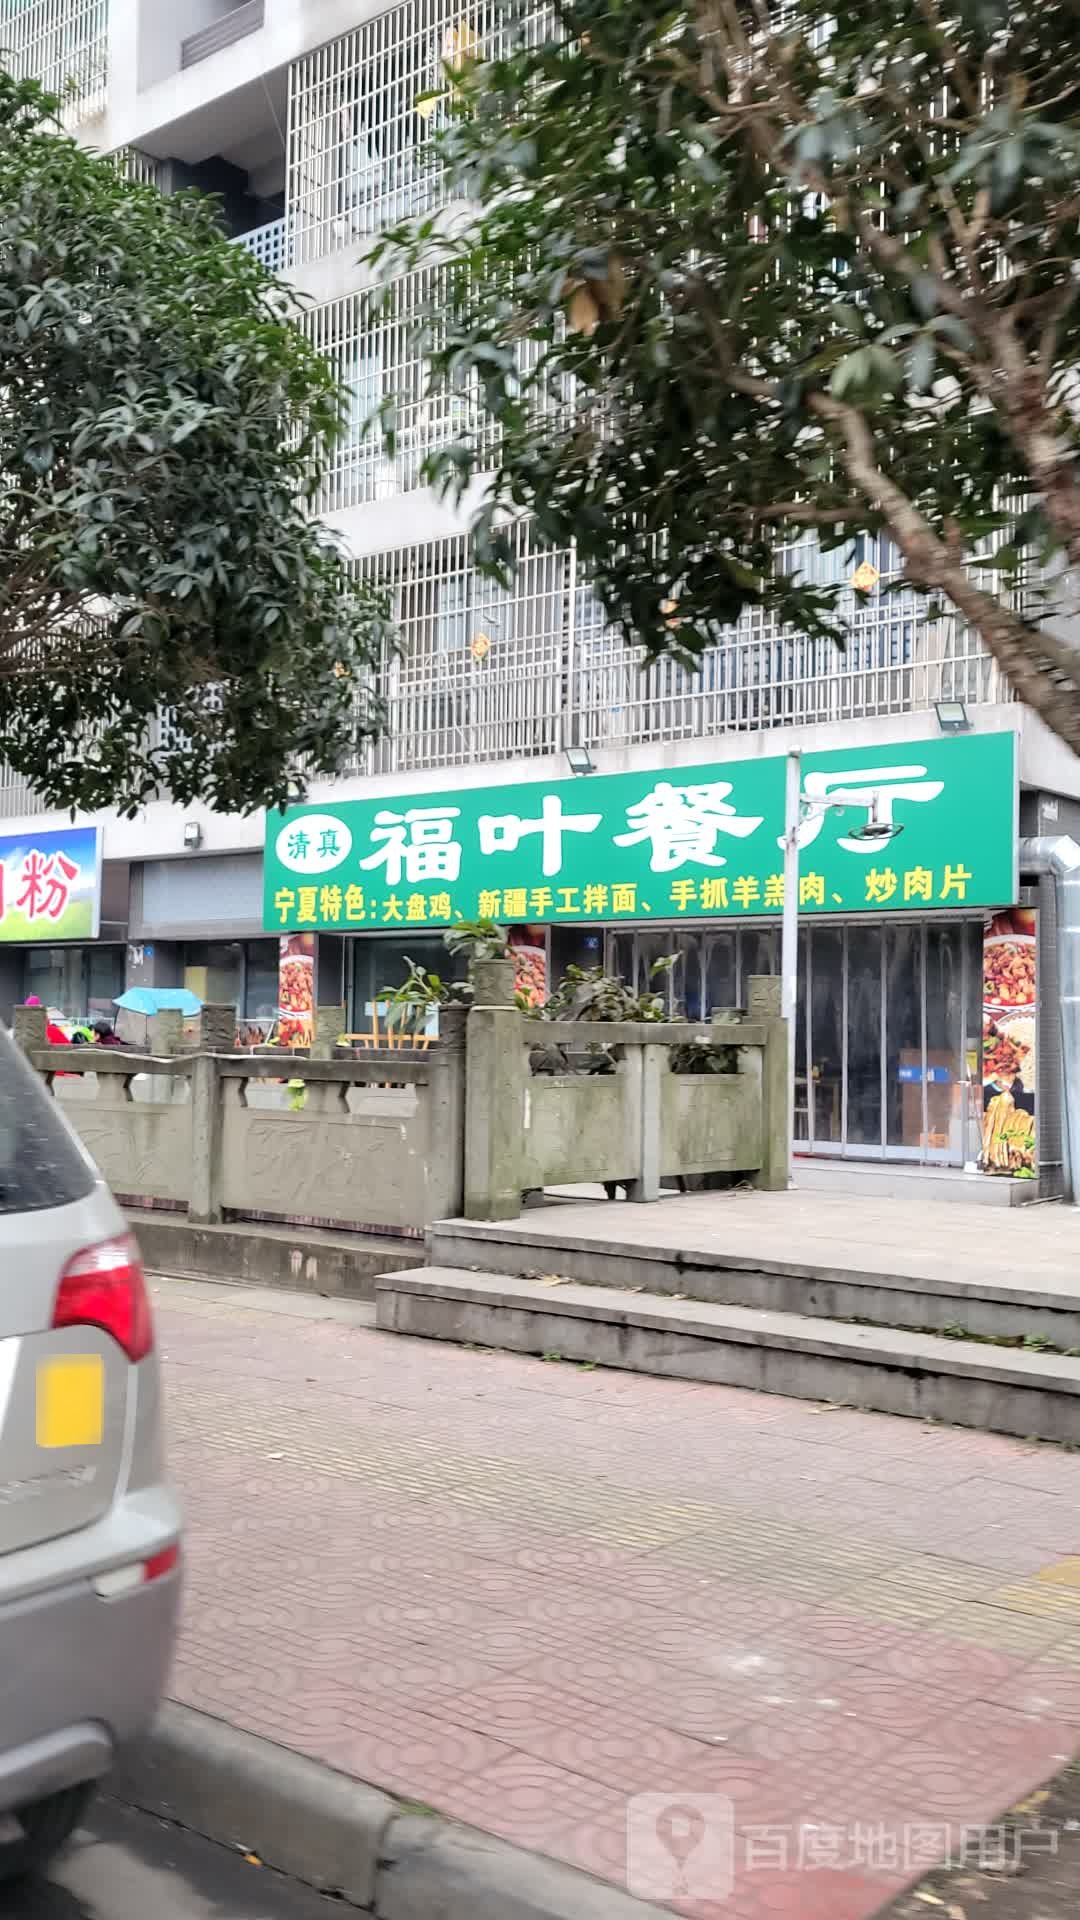 清真 福叶餐厅
宁夏特色:大盘鸡、新疆手工拌面、手抓羊羔肉、炒肉片
粉
百度地图用户